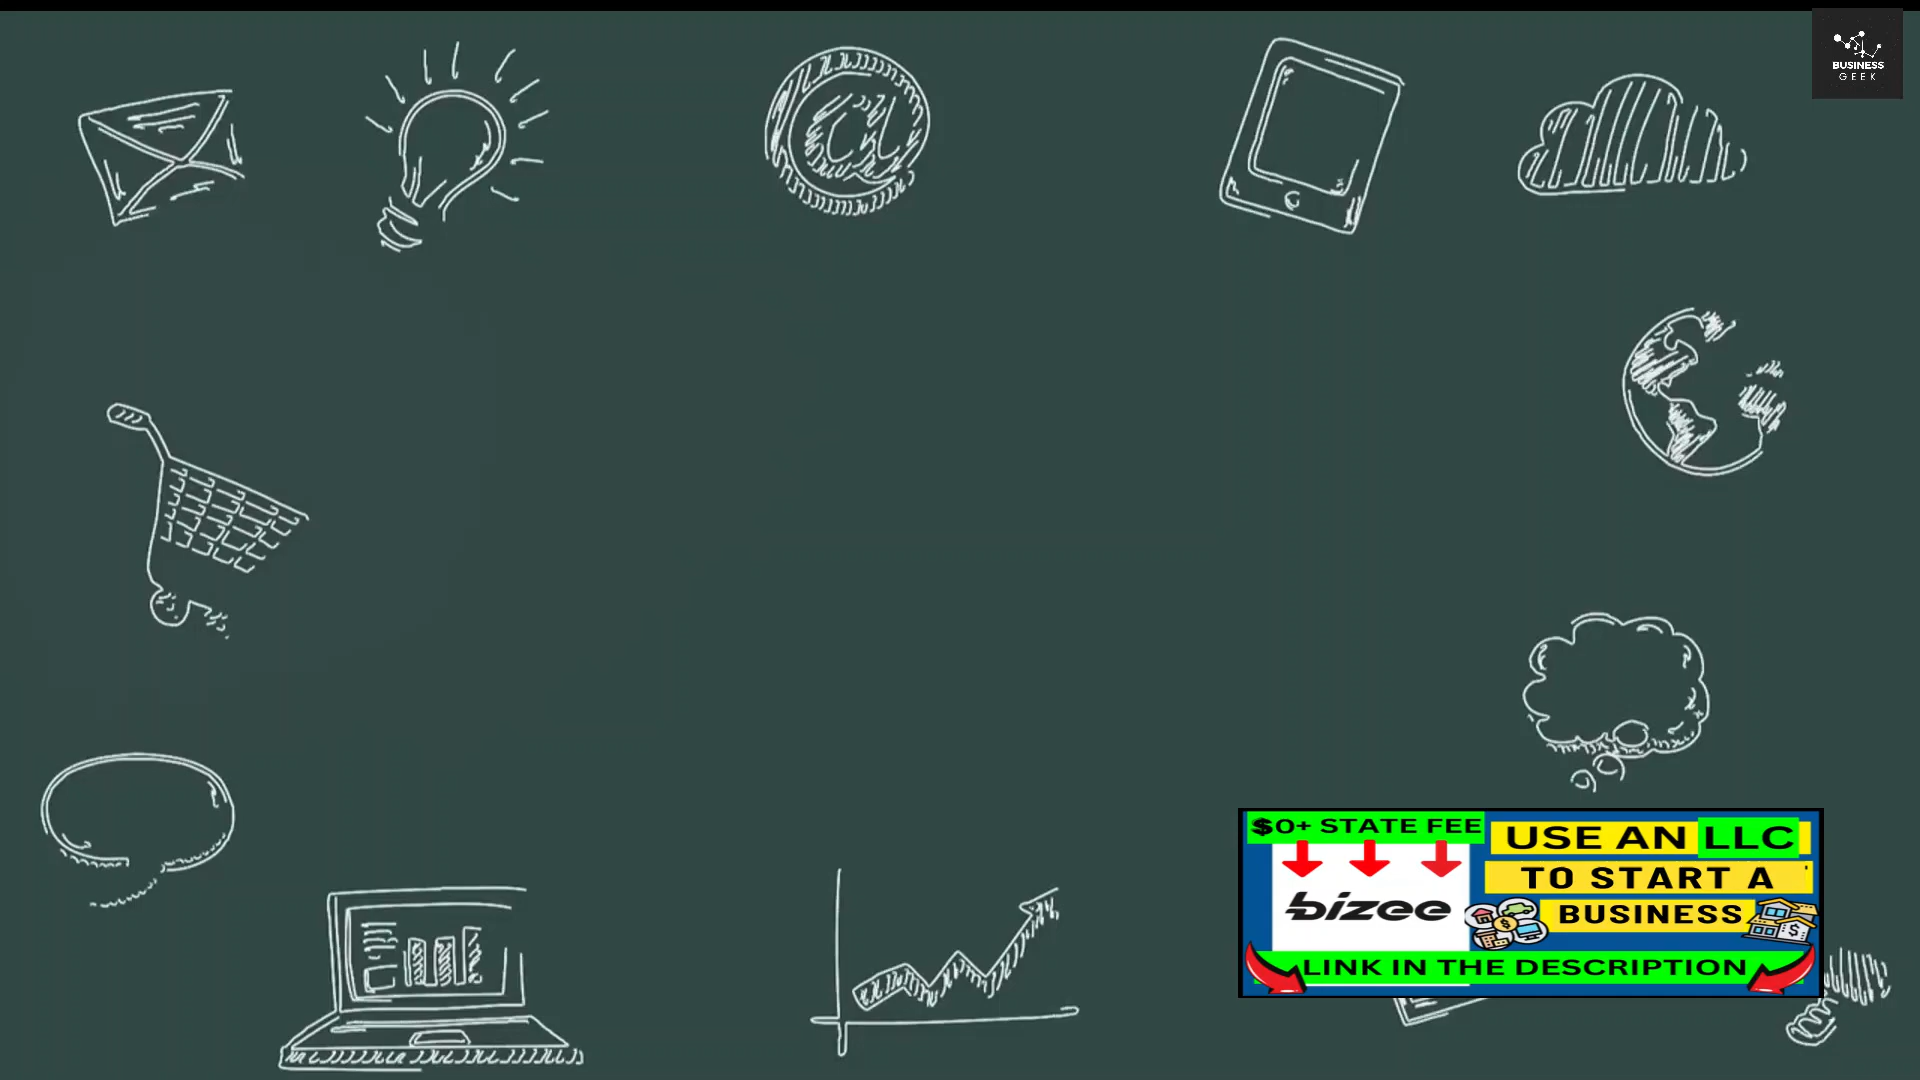 BUSINESS
GEEK
@
$0+ STATE FEE
bizee
USE AN LLC
TO START A
BUSINESS
LINK IN THE DESCRIPTION